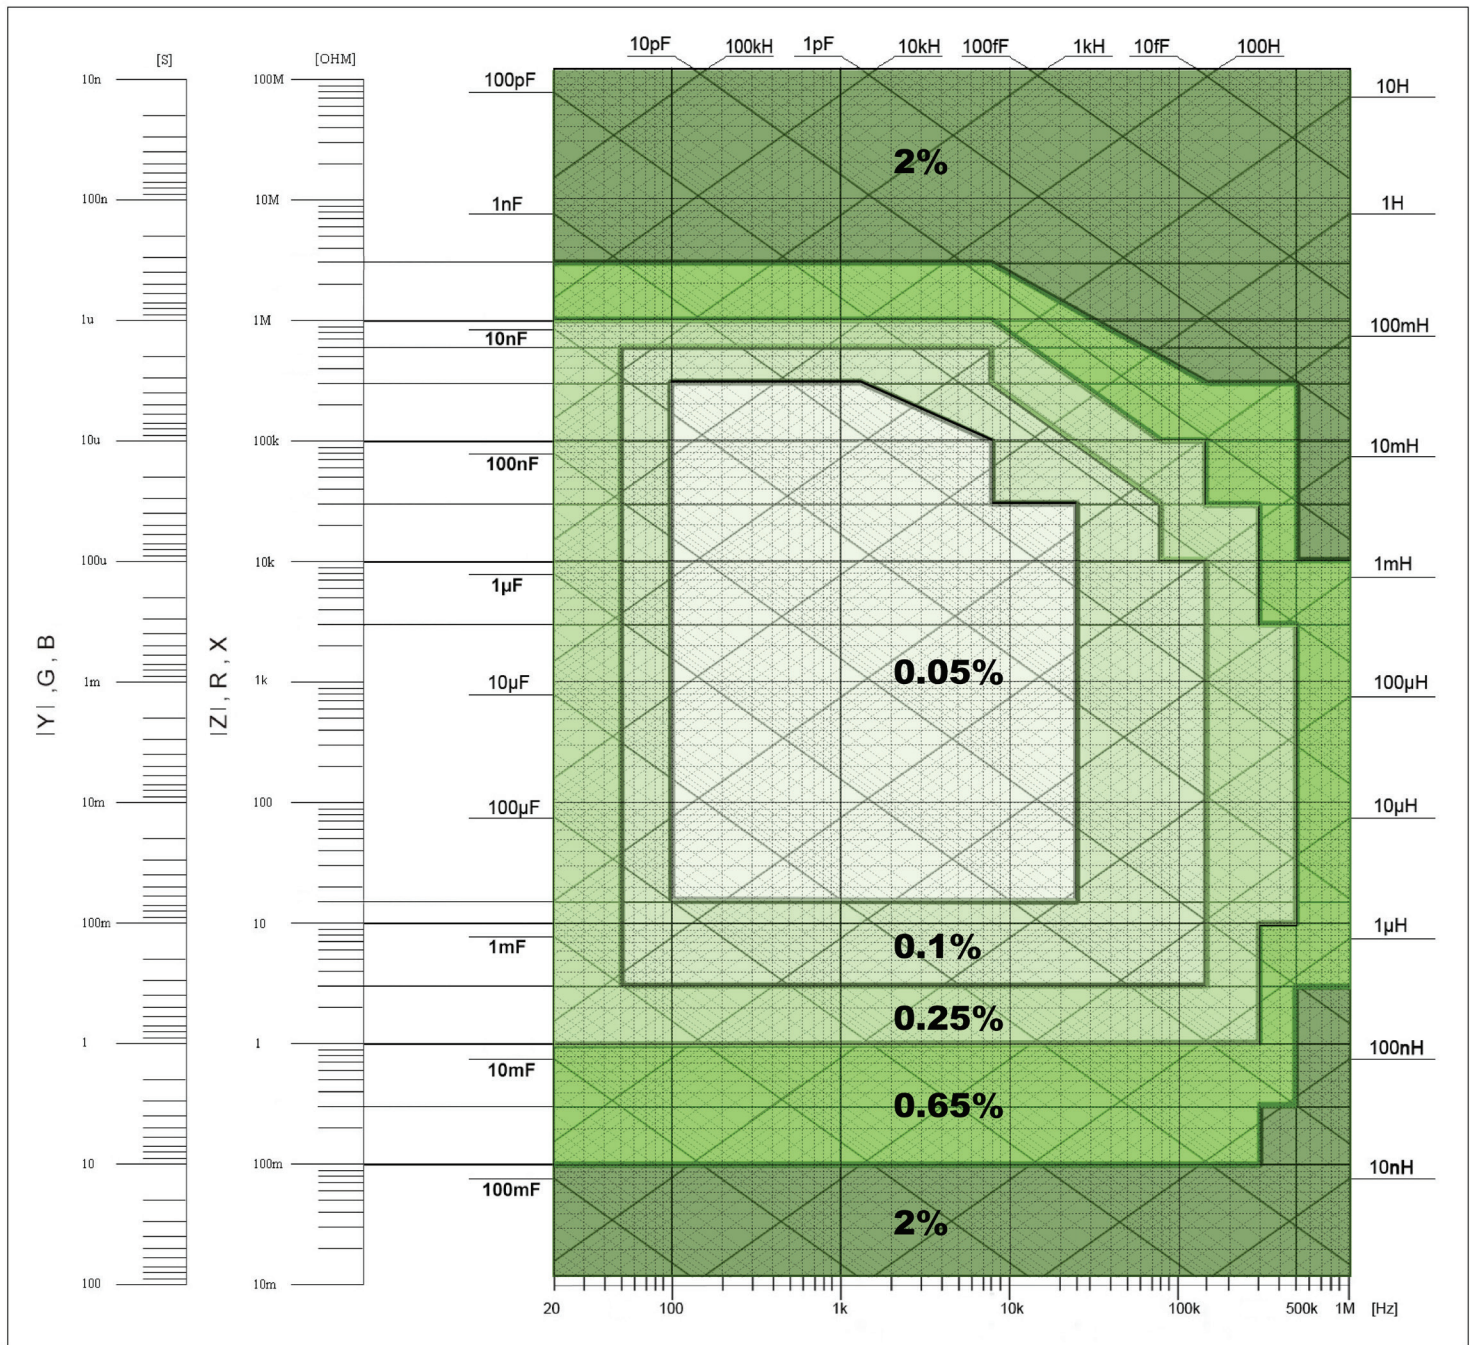 10pF 100kH 1pF 10kH 100fF 1kH 10fF 100H
[S] [OHM]
10n 100M 100pF 10H
2%
100n 10M 1nF 1H
1u 1M 10nF 100mH
10u 100k 100nF 10mH
100u 10k 1µF 1mH
|Y|, G, B |Z|, R, X
0.05%
1m 1k 10µF 100µH
10m 100 100µF 10µH
100m 10 1mF 1µH
0.1%
0.25%
1 1 10mF 100nH
0.65%
10 100m 100mF 10nH
2%
100 10m
20 100 1k 10k 100k 500k 1M [Hz]